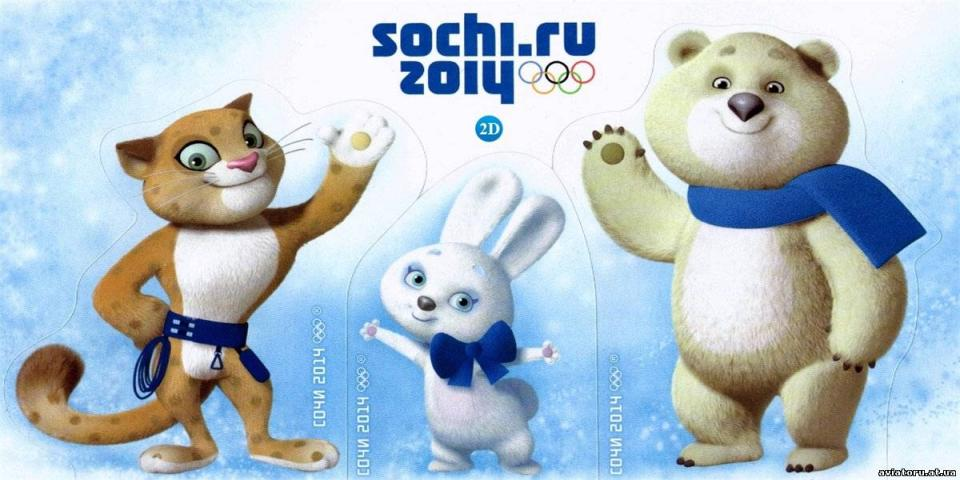 sochi.ru
2014
2D
® СОЧИ 2014
® СОЧИ 2014
® СОЧИ 2014
aviatoru.at.ua